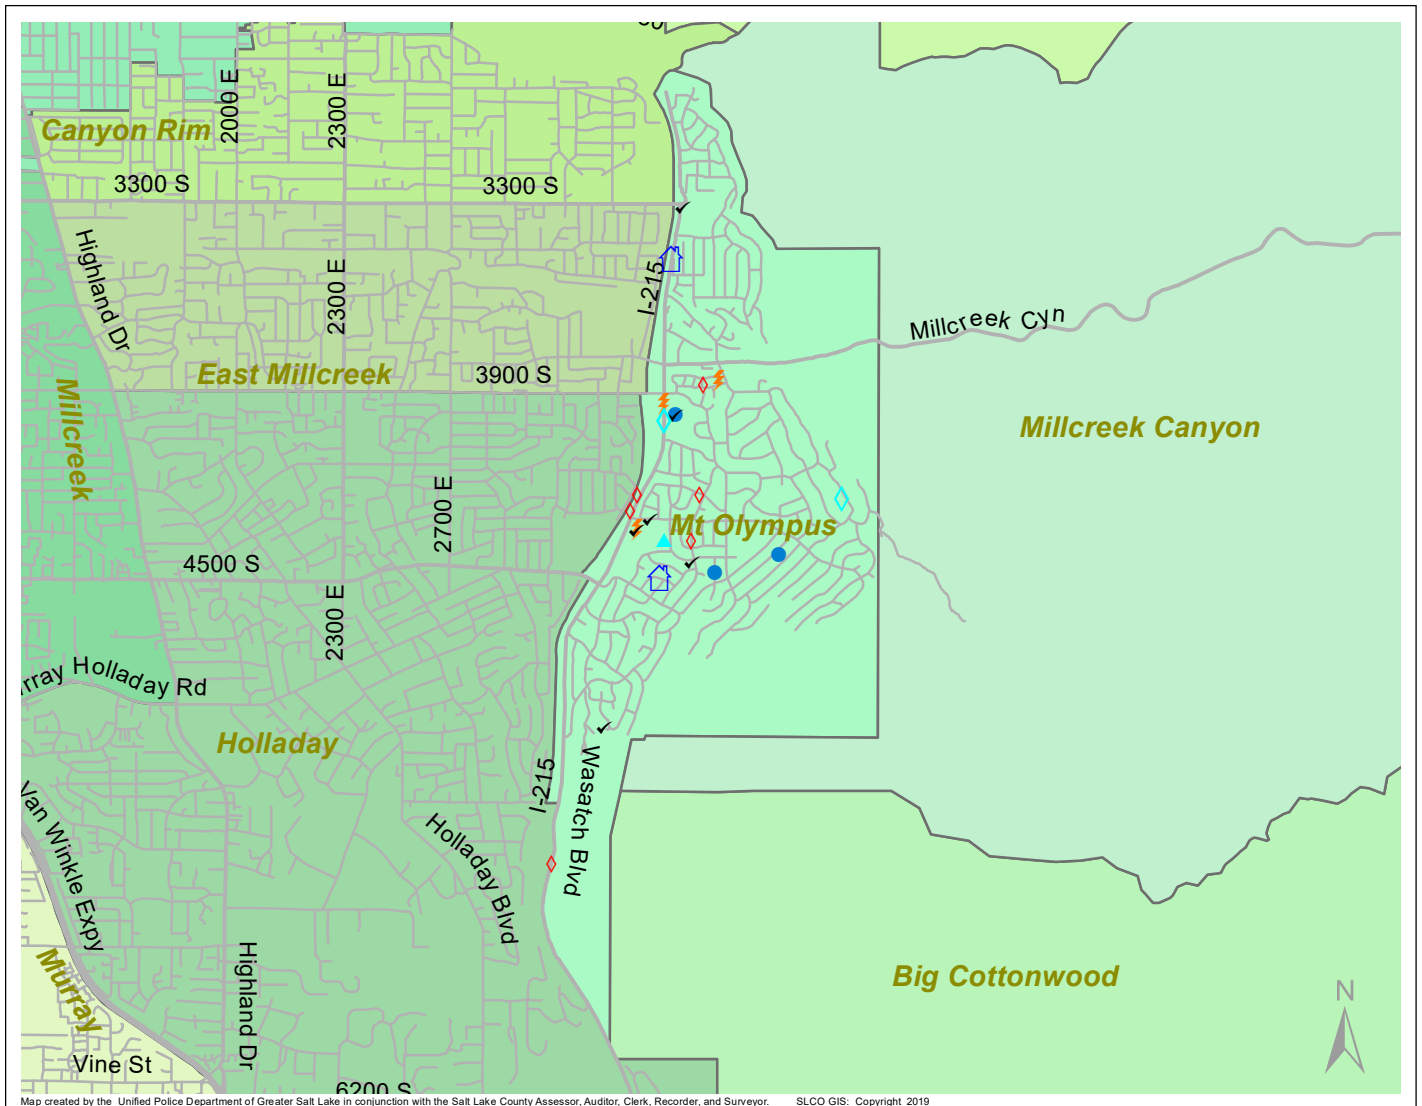 Canyon Rim
2000 E
2300 E
3300 S
3300 S
Highland Dr
2300 E
I-215
Millcreek Cyn
East Millcreek
3900 S
Millcreek
Millcreek Canyon
2700 E
Mt Olympus
4500 S
2300 E
rray Holladay Rd
Holladay
I-215
Wasatch Blvd
Van Winkle Expy
Holladay Blvd
Murray
Highland Dr
Big Cottonwood
N
Vine St
6200 S
Map created by the Unified Police Department of Greater Salt Lake in conjunction with the Salt Lake County Assessor, Auditor, Clerk, Recorder, and Surveyor. SLCO GIS: Copyright 2019